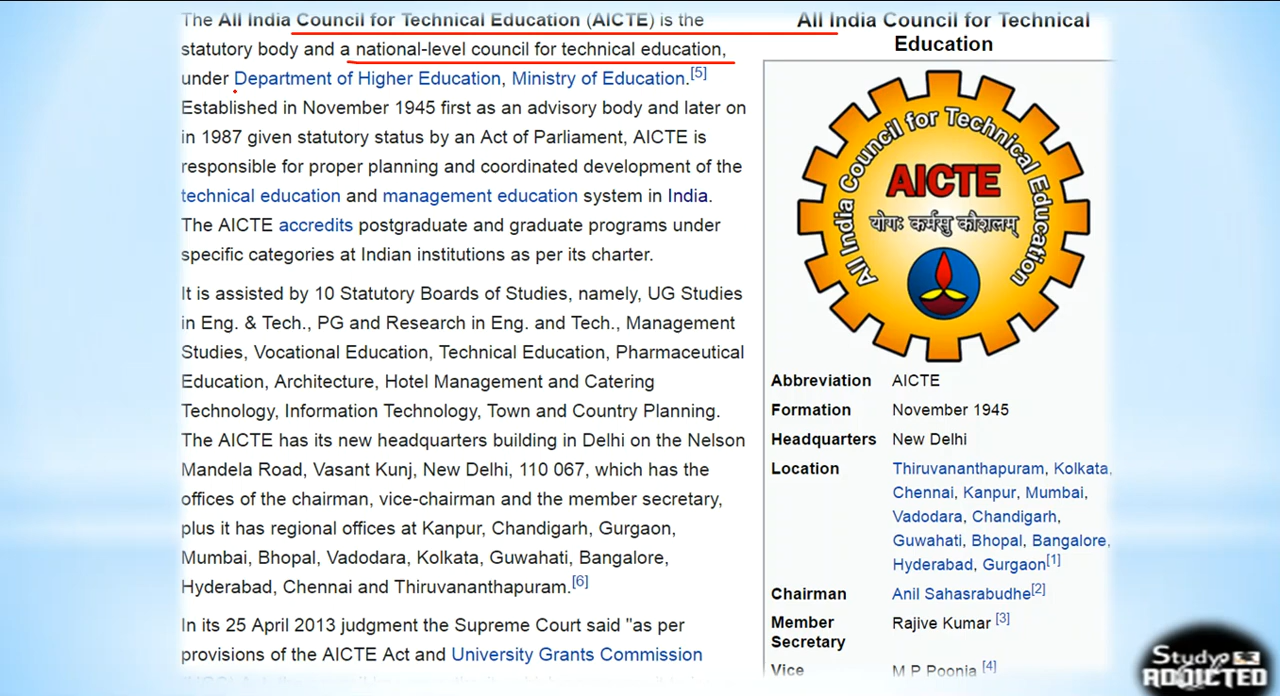 The All India Council for Technical Education (AICTE) is the
statutory body and a national-level council for technical education,
under Department of Higher Education, Ministry of Education.[5]
Established in November 1945 first as an advisory body and later on
in 1987 given statutory status by an Act of Parliament, AICTE is
responsible for proper planning and coordinated development of the
technical education and management education system in India.
The AICTE accredits postgraduate and graduate programs under
specific categories at Indian institutions as per its charter.
It is assisted by 10 Statutory Boards of Studies, namely, UG Studies
in Eng. & Tech., PG and Research in Eng. and Tech., Management
Studies, Vocational Education, Technical Education, Pharmaceutical
Education, Architecture, Hotel Management and Catering
Technology, Information Technology, Town and Country Planning.
The AICTE has its new headquarters building in Delhi on the Nelson
Mandela Road, Vasant Kunj, New Delhi, 110 067, which has the
offices of the chairman, vice-chairman and the member secretary,
plus it has regional offices at Kanpur, Chandigarh, Gurgaon,
Mumbai, Bhopal, Vadodara, Kolkata, Guwahati, Bangalore,
Hyderabad, Chennai and Thiruvananthapuram.[6]
In its 25 April 2013 judgment the Supreme Court said "as per
provisions of the AICTE Act and University Grants Commission
All India Council for Technical
Education
All India Council for Technical Education
AICTE
योगः कर्मसु कौशलम्
Abbreviation AICTE
Formation November 1945
Headquarters New Delhi
Location Thiruvananthapuram, Kolkata,
Chennai, Kanpur, Mumbai,
Vadodara, Chandigarh,
Guwahati, Bhopal, Bangalore,
Hyderabad, Gurgaon[1]
Chairman Anil Sahasrabudhe[2]
Member Rajive Kumar [3]
Secretary
Vice M P Poonia [4]
Study
ADDICTED